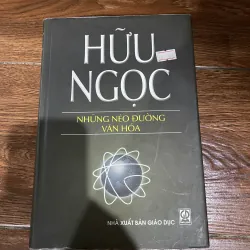 HỮU
NGỌC
NHỮNG NẺO ĐƯỜNG
VĂN HÓA
NHÀ XUẤT BẢN GIÁO DỤC